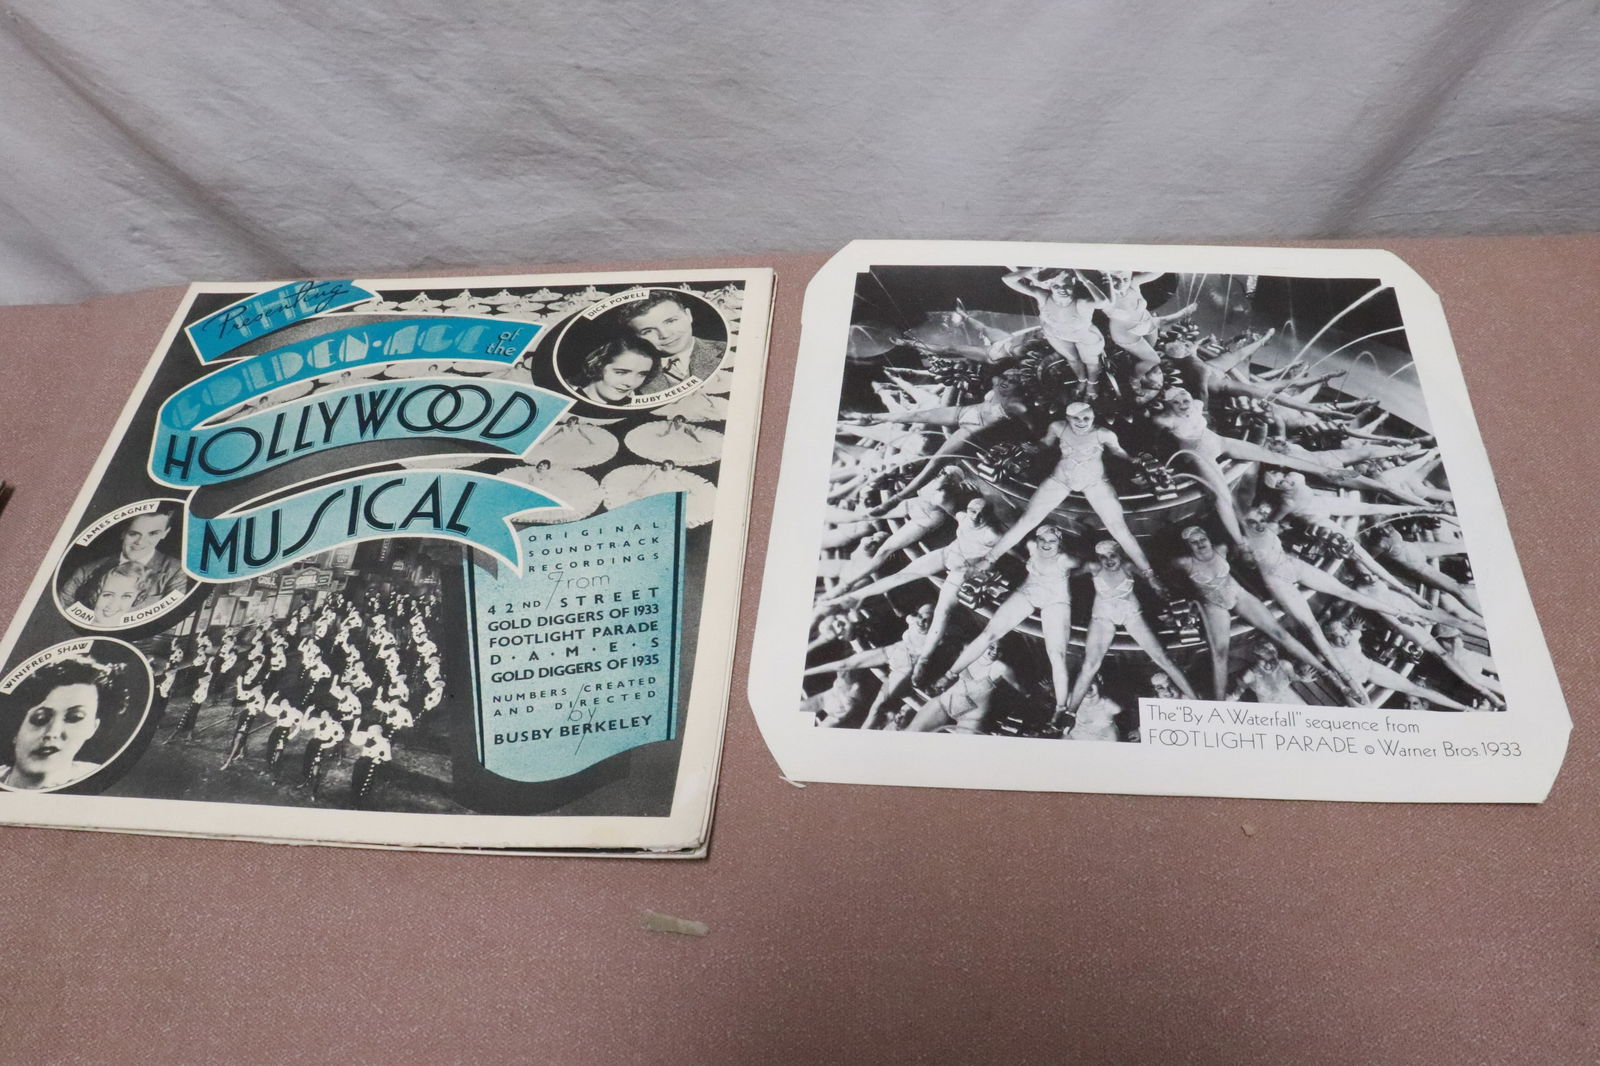 Presenting
THE
GOLDEN·AGE of the
HOLLYWOOD
MUSICAL
DICK POWELL
RUBY KEELER
JAMES CAGNEY
JOAN BLONDELL
WINIFRED SHAW
ORIGINAL
SOUNDTRACK
RECORDINGS
From
42ND STREET
GOLD DIGGERS OF 1933
FOOTLIGHT PARADE
D·A·M·E·S
GOLD DIGGERS OF 1935
NUMBERS CREATED
AND DIRECTED
by
BUSBY BERKELEY
The "By A Waterfall" sequence from
FOOTLIGHT PARADE © Warner Bros. 1933